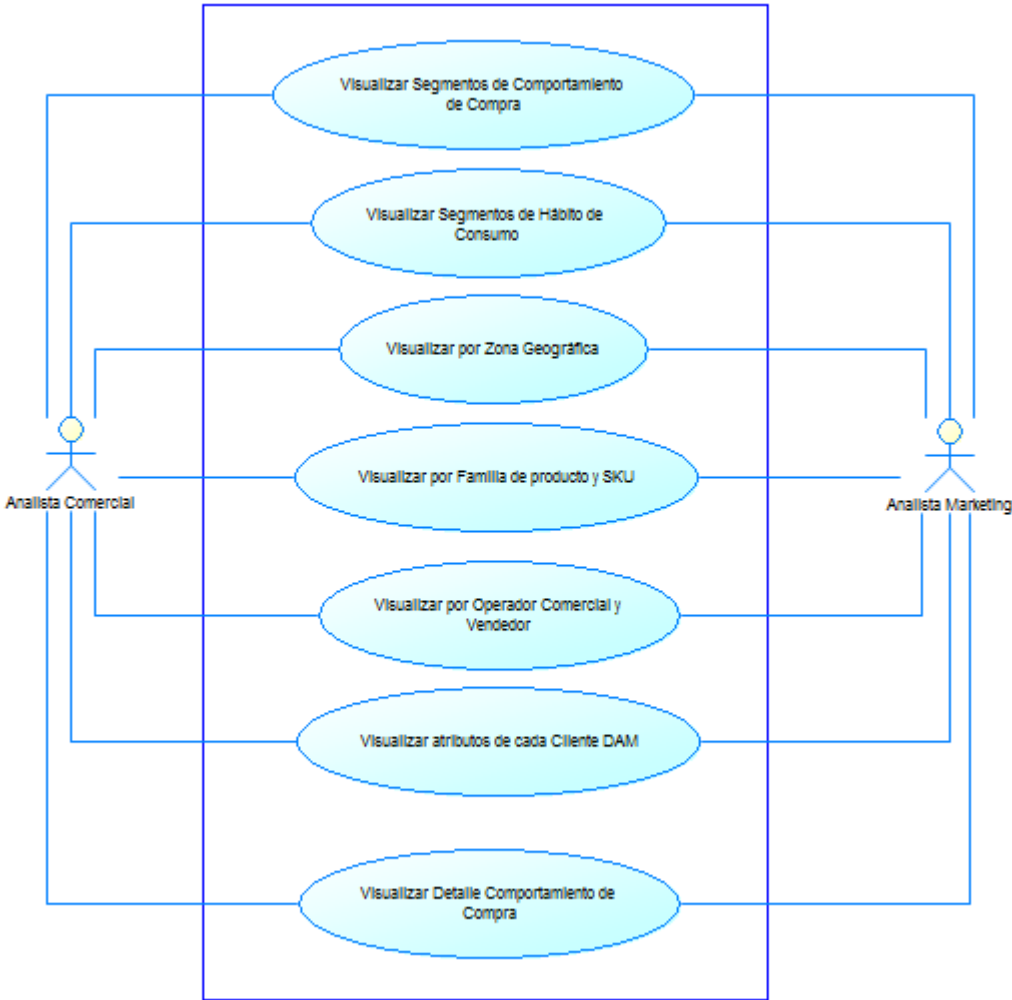 Visualizar Segmentos de Comportamiento
de Compra
Visualizar Segmentos de Hábito de
Consumo
Visualizar por Zona Geográfica
Visualizar por Familia de producto y SKU
Analista Comercial
Analista Marketing
Visualizar por Operador Comercial y
Vendedor
Visualizar atributos de cada Cliente DAM
Visualizar Detalle Comportamiento de
Compra